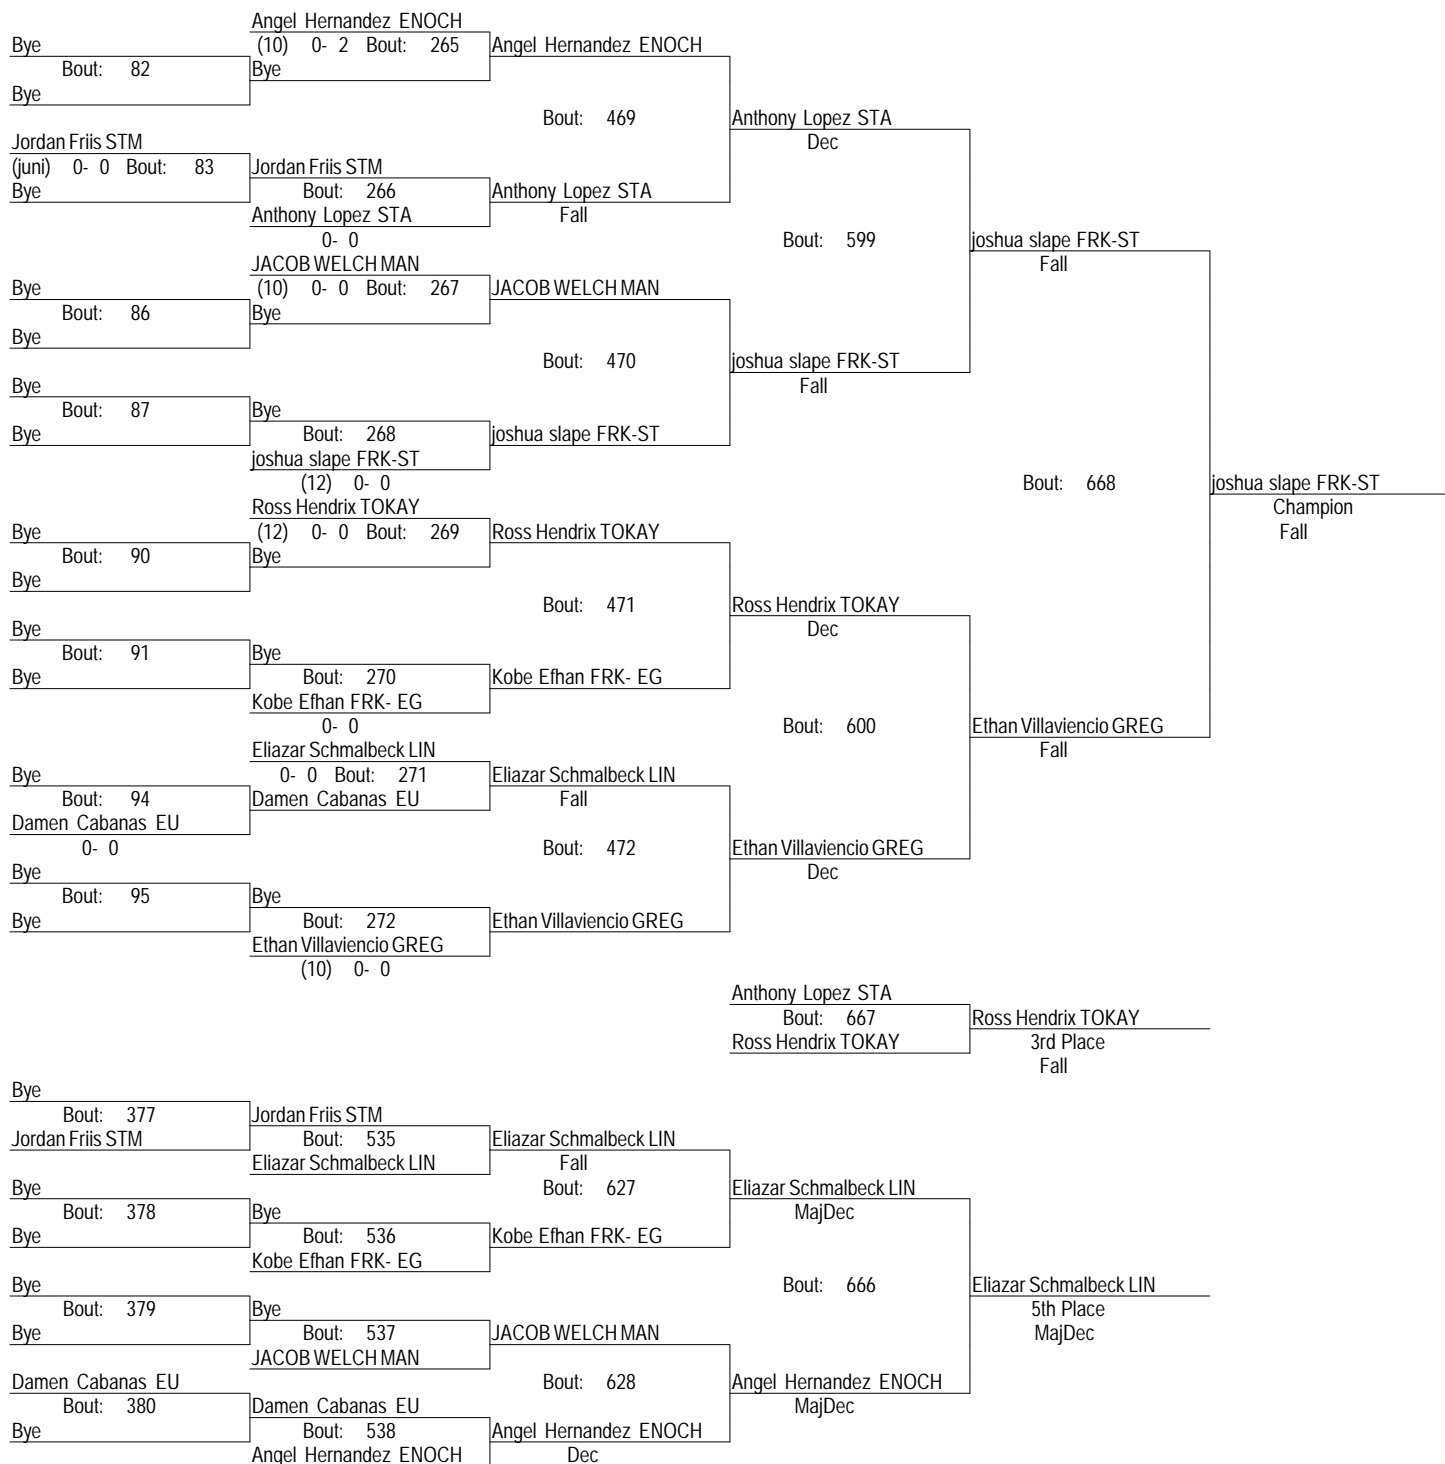 Angel Hernandez ENOCH
Bye (10) 0- 2 Bout: 265 Angel Hernandez ENOCH
Bout: 82 Bye
Bye
Bout: 469 Anthony Lopez STA
Jordan Friis STM Dec
(juni) 0- 0 Bout: 83 Jordan Friis STM
Bye Bout: 266 Anthony Lopez STA
Anthony Lopez STA Fall
0- 0 Bout: 599 joshua slape FRK-ST
JACOB WELCH MAN Fall
Bye (10) 0- 0 Bout: 267 JACOB WELCH MAN
Bout: 86 Bye
Bye
Bout: 470 joshua slape FRK-ST
Bye Fall
Bout: 87 Bye
Bye Bout: 268 joshua slape FRK-ST
joshua slape FRK-ST
(12) 0- 0 Bout: 668 joshua slape FRK-ST
Ross Hendrix TOKAY Champion
Bye (12) 0- 0 Bout: 269 Ross Hendrix TOKAY Fall
Bout: 90 Bye
Bye
Bout: 471 Ross Hendrix TOKAY
Bye Dec
Bout: 91 Bye
Bye Bout: 270 Kobe Efhan FRK- EG
Kobe Efhan FRK- EG
0- 0 Bout: 600 Ethan Villaviencio GREG
Eliazar Schmalbeck LIN Fall
Bye 0- 0 Bout: 271 Eliazar Schmalbeck LIN
Bout: 94 Damen Cabanas EU Fall
Damen Cabanas EU
0- 0 Bout: 472 Ethan Villaviencio GREG
Bye Dec
Bout: 95 Bye
Bye Bout: 272 Ethan Villaviencio GREG
Ethan Villaviencio GREG
(10) 0- 0
Anthony Lopez STA
Bout: 667 Ross Hendrix TOKAY
Ross Hendrix TOKAY 3rd Place
Fall
Bye
Bout: 377 Jordan Friis STM
Jordan Friis STM Bout: 535 Eliazar Schmalbeck LIN
Eliazar Schmalbeck LIN Fall
Bye Bout: 627 Eliazar Schmalbeck LIN
Bout: 378 Bye MajDec
Bye Bout: 536 Kobe Efhan FRK- EG
Kobe Efhan FRK- EG
Bye Bout: 666 Eliazar Schmalbeck LIN
Bout: 379 Bye 5th Place
Bye Bout: 537 JACOB WELCH MAN MajDec
JACOB WELCH MAN
Damen Cabanas EU Bout: 628 Angel Hernandez ENOCH
Bout: 380 Damen Cabanas EU MajDec
Bye Bout: 538 Angel Hernandez ENOCH
Angel Hernandez ENOCH Dec